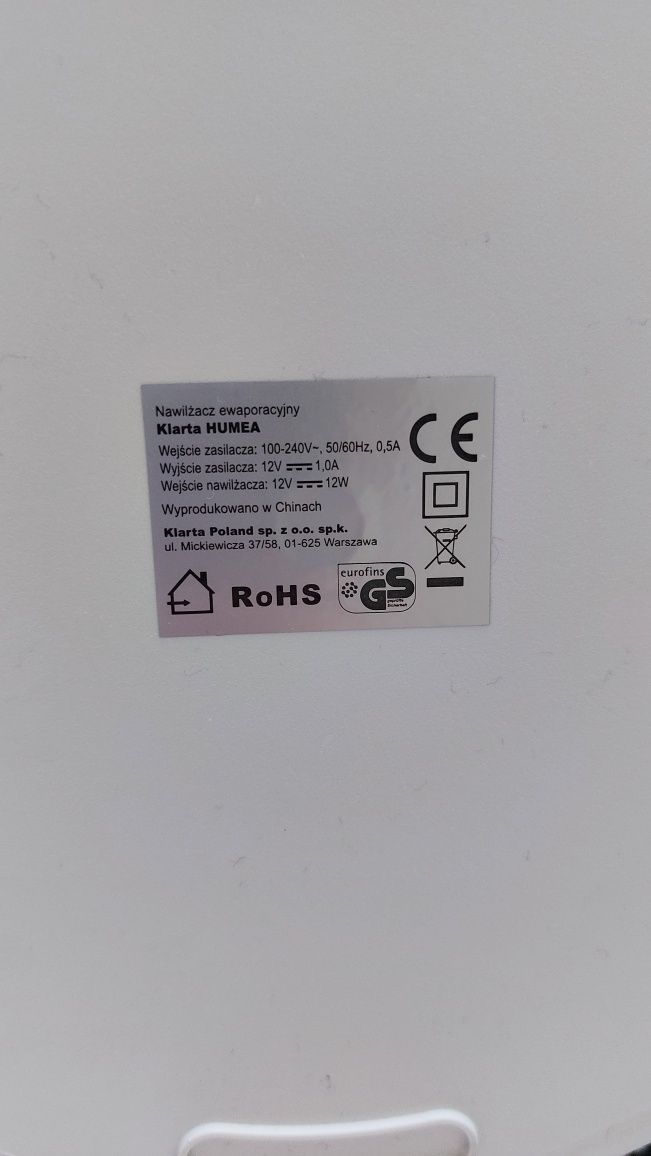 Nawilżacz ewaporacyjny
Klarta HUMEA
Wejście zasilacza: 100-240V~, 50/60Hz, 0,5A
Wyjście zasilacza: 12V ⎓ 1,0A
Wejście nawilżacza: 12V ⎓ 12W
Wyprodukowano w Chinach
Klarta Poland sp. z o.o. sp.k.
ul. Mickiewicza 37/58, 01-625 Warszawa
CE
RoHS
eurofins
GS
geprüfte
Sicherheit